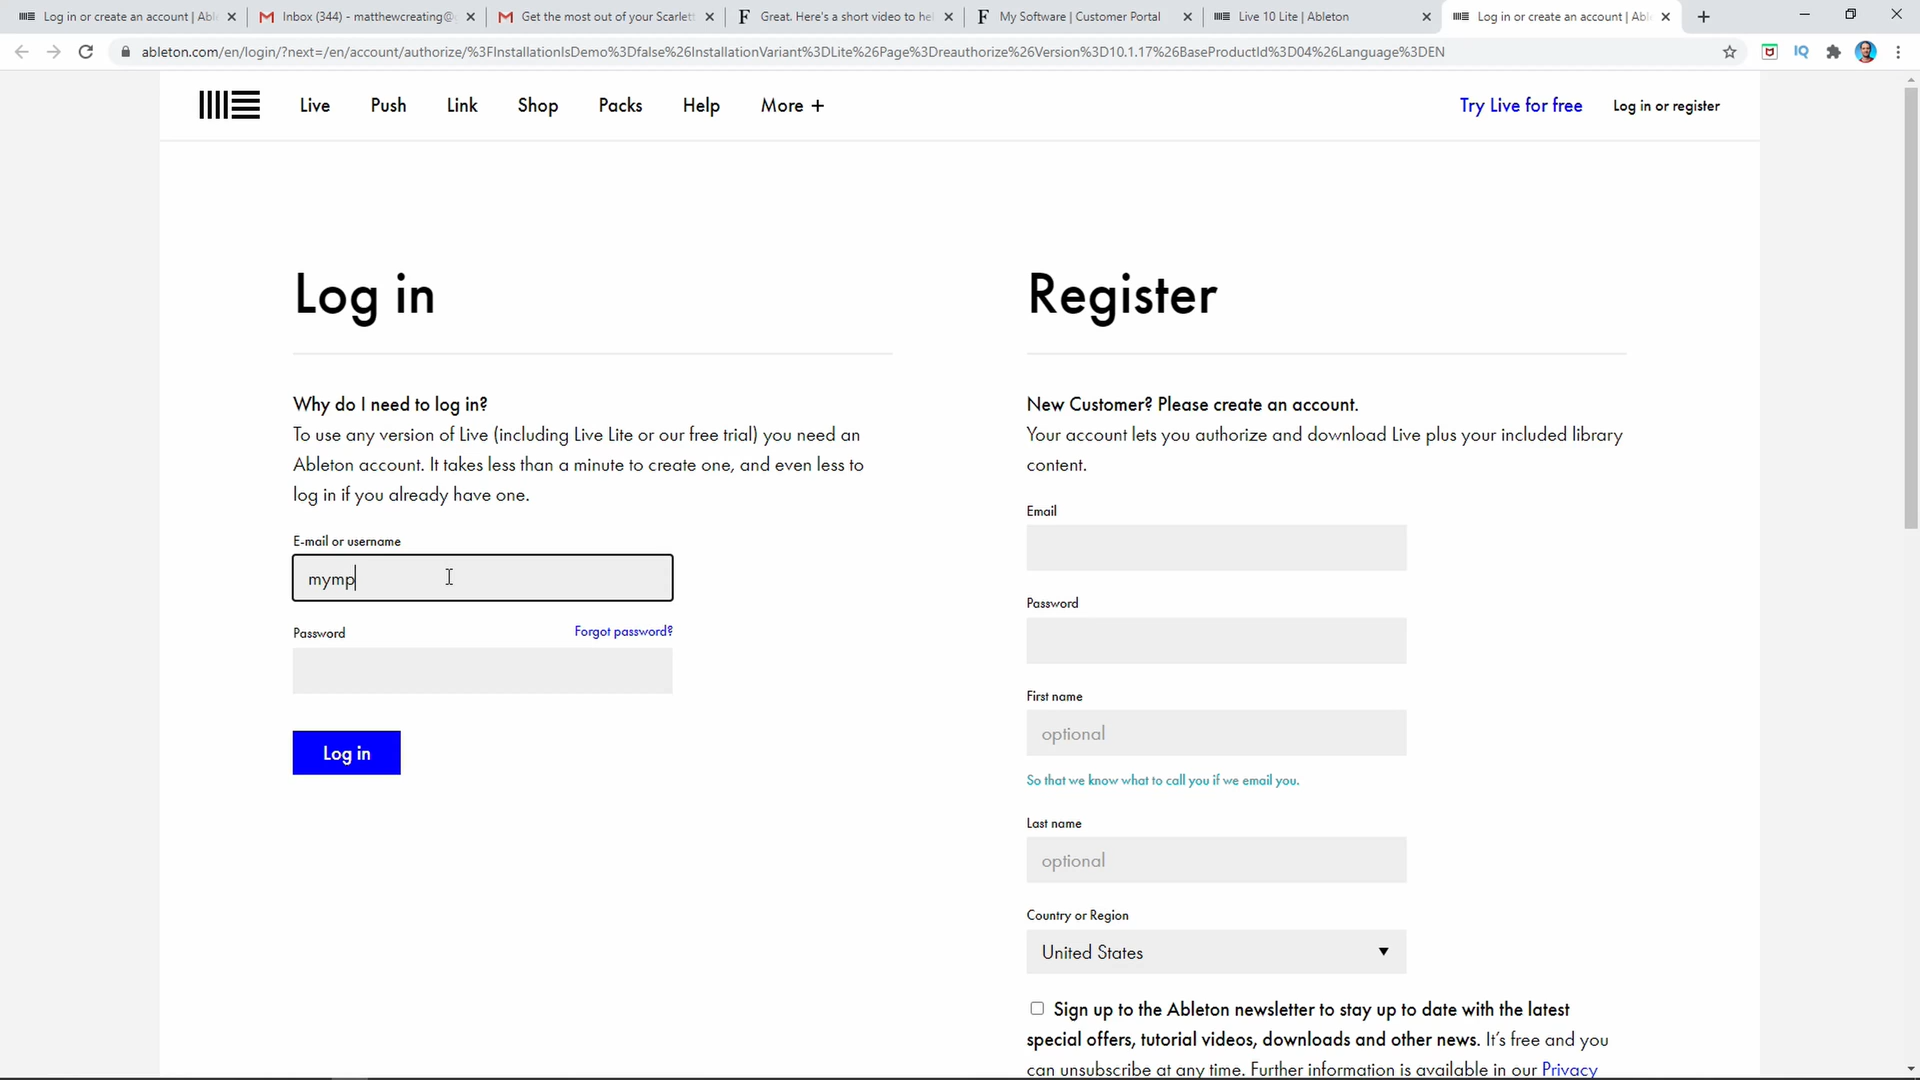 Log in or create an account | Abl
Inbox (344) - matthewcreating@
Get the most out of your Scarlett
Great. Here's a short video to he
My Software | Customer Portal
Live 10 Lite | Ableton
Log in or create an account | Abl
ableton.com/en/login/?next=/en/account/authorize/%3FInstallationIsDemo%3Dfalse%26InstallationVariant%3DLite%26Page%3Dreauthorize%26Version%3D10.1.17%26BaseProductId%3D04%26Language%3DEN
Live Push Link Shop Packs Help More +
Try Live for free Log in or register
Log in
Why do I need to log in?
To use any version of Live (including Live Lite or our free trial) you need an
Ableton account. It takes less than a minute to create one, and even less to
log in if you already have one.
E-mail or username
mymp
Password Forgot password?
Log in
Register
New Customer? Please create an account.
Your account lets you authorize and download Live plus your included library
content.
Email
Password
First name
optional
So that we know what to call you if we email you.
Last name
optional
Country or Region
United States
Sign up to the Ableton newsletter to stay up to date with the latest
special offers, tutorial videos, downloads and other news. It's free and you
can unsubscribe at any time. Further information is available in our Privacy